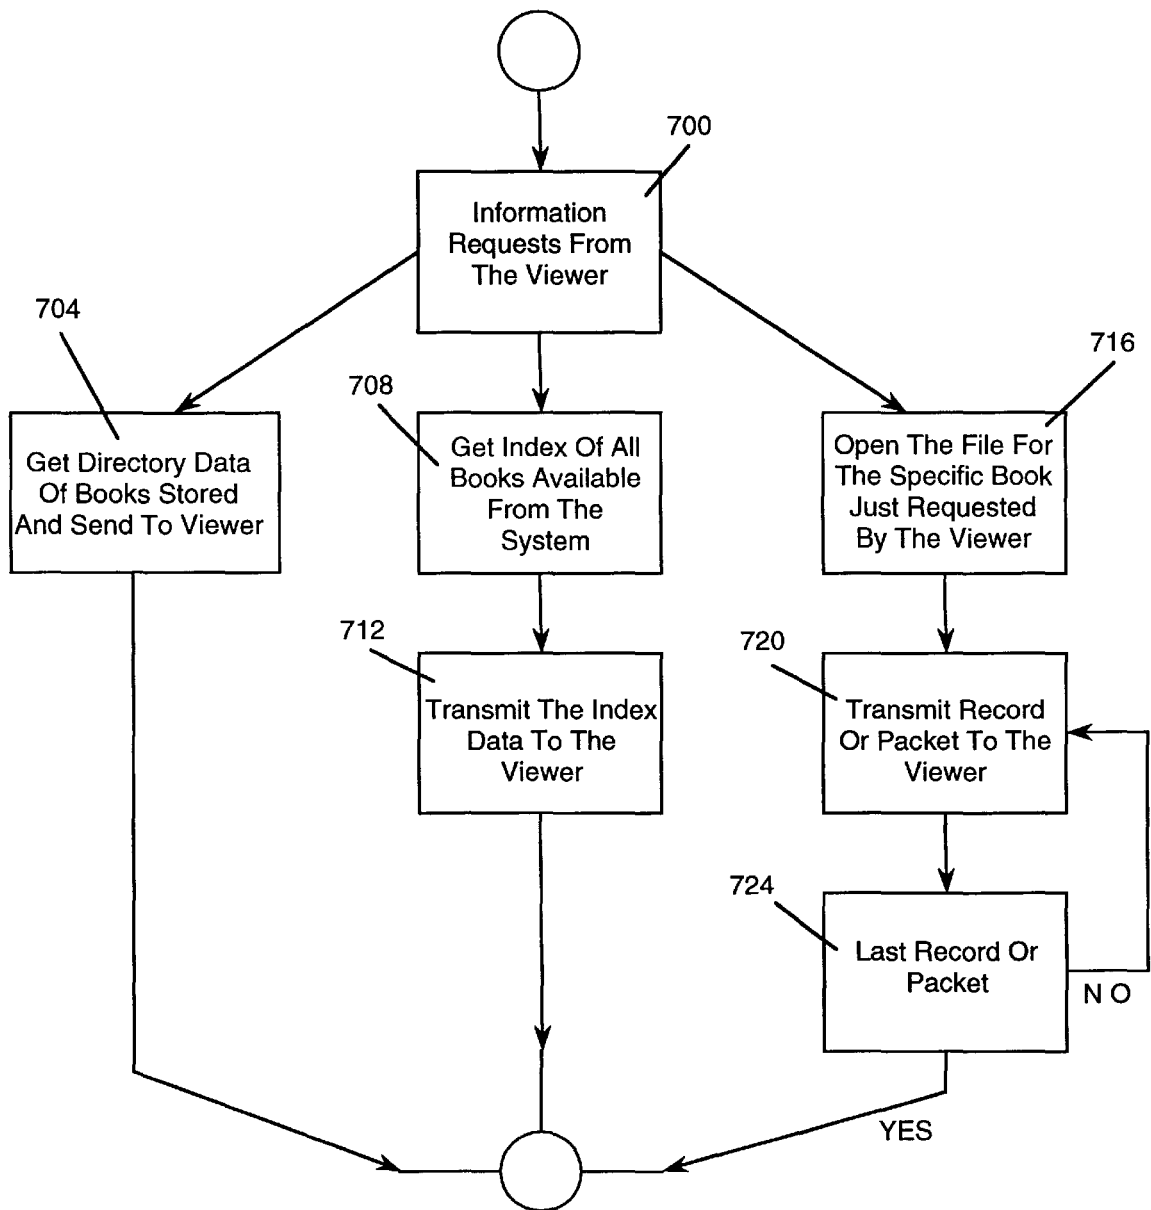 700
Information
Requests From
The Viewer
704
Get Directory Data
Of Books Stored
And Send To Viewer
708
Get Index Of All
Books Available
From The
System
716
Open The File For
The Specific Book
Just Requested
By The Viewer
712
Transmit The Index
Data To The
Viewer
720
Transmit Record
Or Packet To The
Viewer
724
Last Record Or
Packet
N O
YES